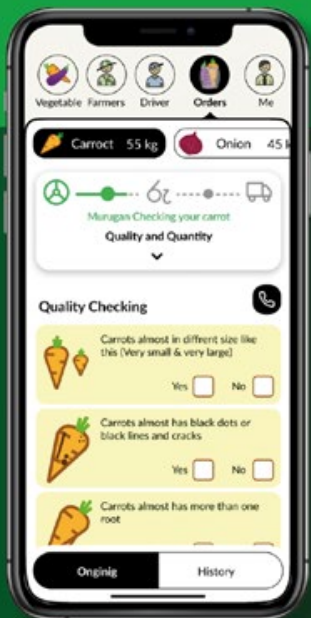 Vegetable Farmers Driver Orders Me
Carroct 55 kg Onion 45 k
Murugan Checking your carrot
Quality and Quantity
Quality Checking
Carrots almost in diffrent size like
this (Very small & very large)
Yes No
Carrots almost has black dots or
black lines and cracks
Yes No
Carrots almost has more than one
root
Onginig History